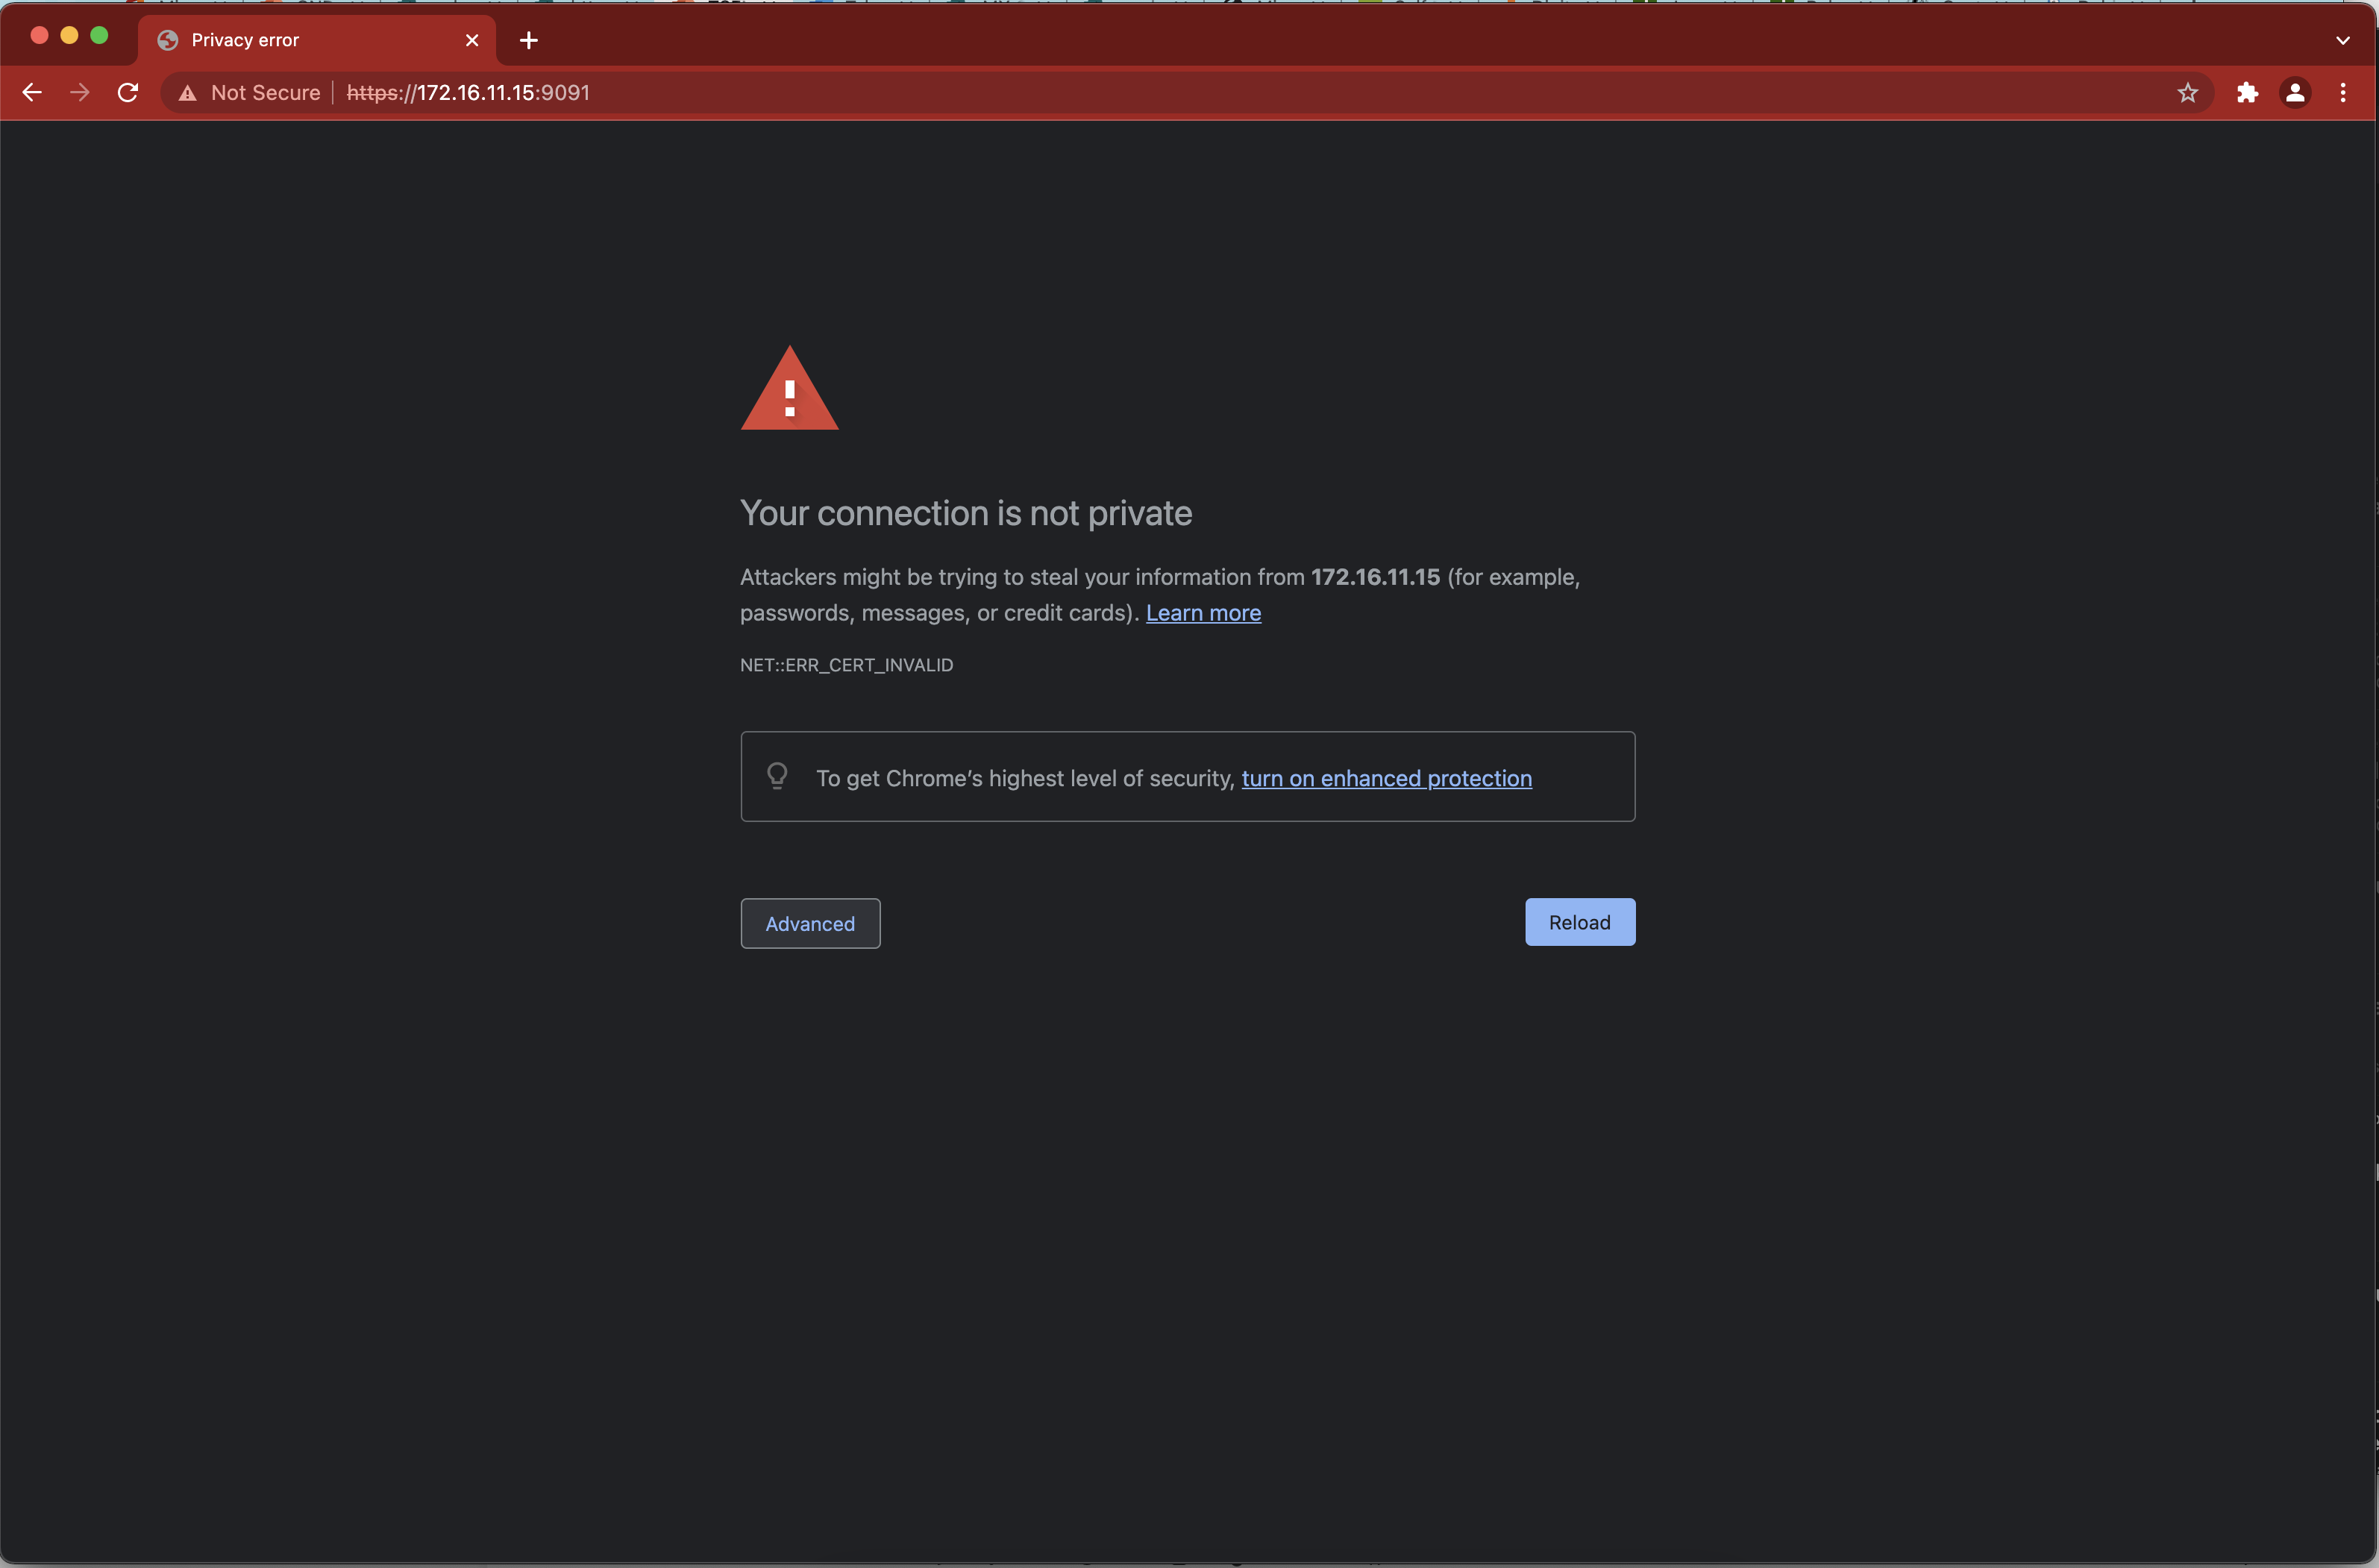 Privacy error
Not Secure | https://172.16.11.15:9091
Your connection is not private
Attackers might be trying to steal your information from 172.16.11.15 (for example,
passwords, messages, or credit cards). Learn more
NET::ERR_CERT_INVALID
To get Chrome’s highest level of security, turn on enhanced protection
Advanced
Reload